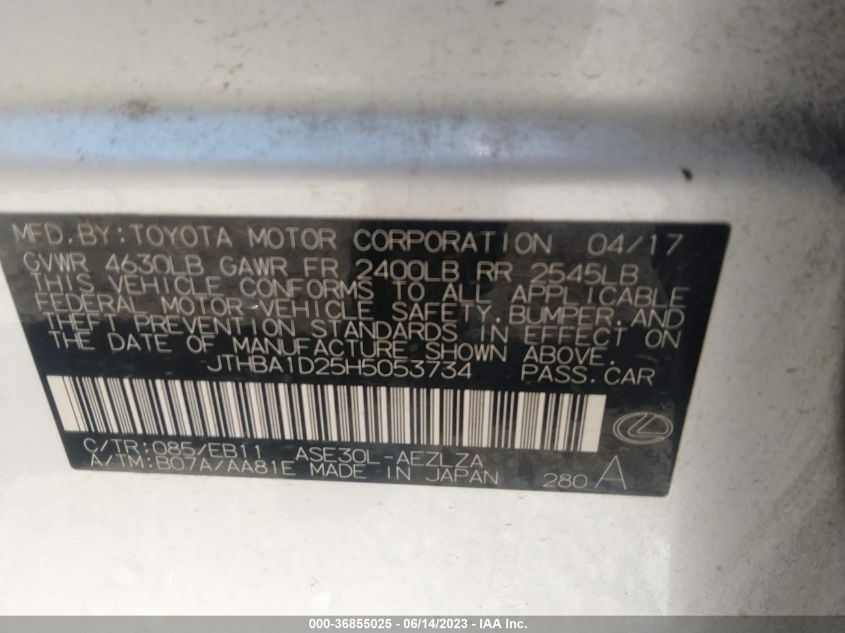 MFD.BY:TOYOTA MOTOR CORPORATION 04/17
GVWR 4630LB GAWR FR 2400LB RR 2545LB
THIS VEHICLE CONFORMS TO ALL APPLICABLE
FEDERAL MOTOR VEHICLE SAFETY,BUMPER AND
THEFT PREVENTION STANDARDS IN EFFECT ON
THE DATE OF MANUFACTURE SHOWN ABOVE.
JTHBA1D25H5053734 PASS.CAR
C/TR:085/EB11 ASE30L-AEZLZA
A/TM:B07A/AA81E MADE IN JAPAN 280 A
000-36855025 - 06/14/2023 - IAA Inc.